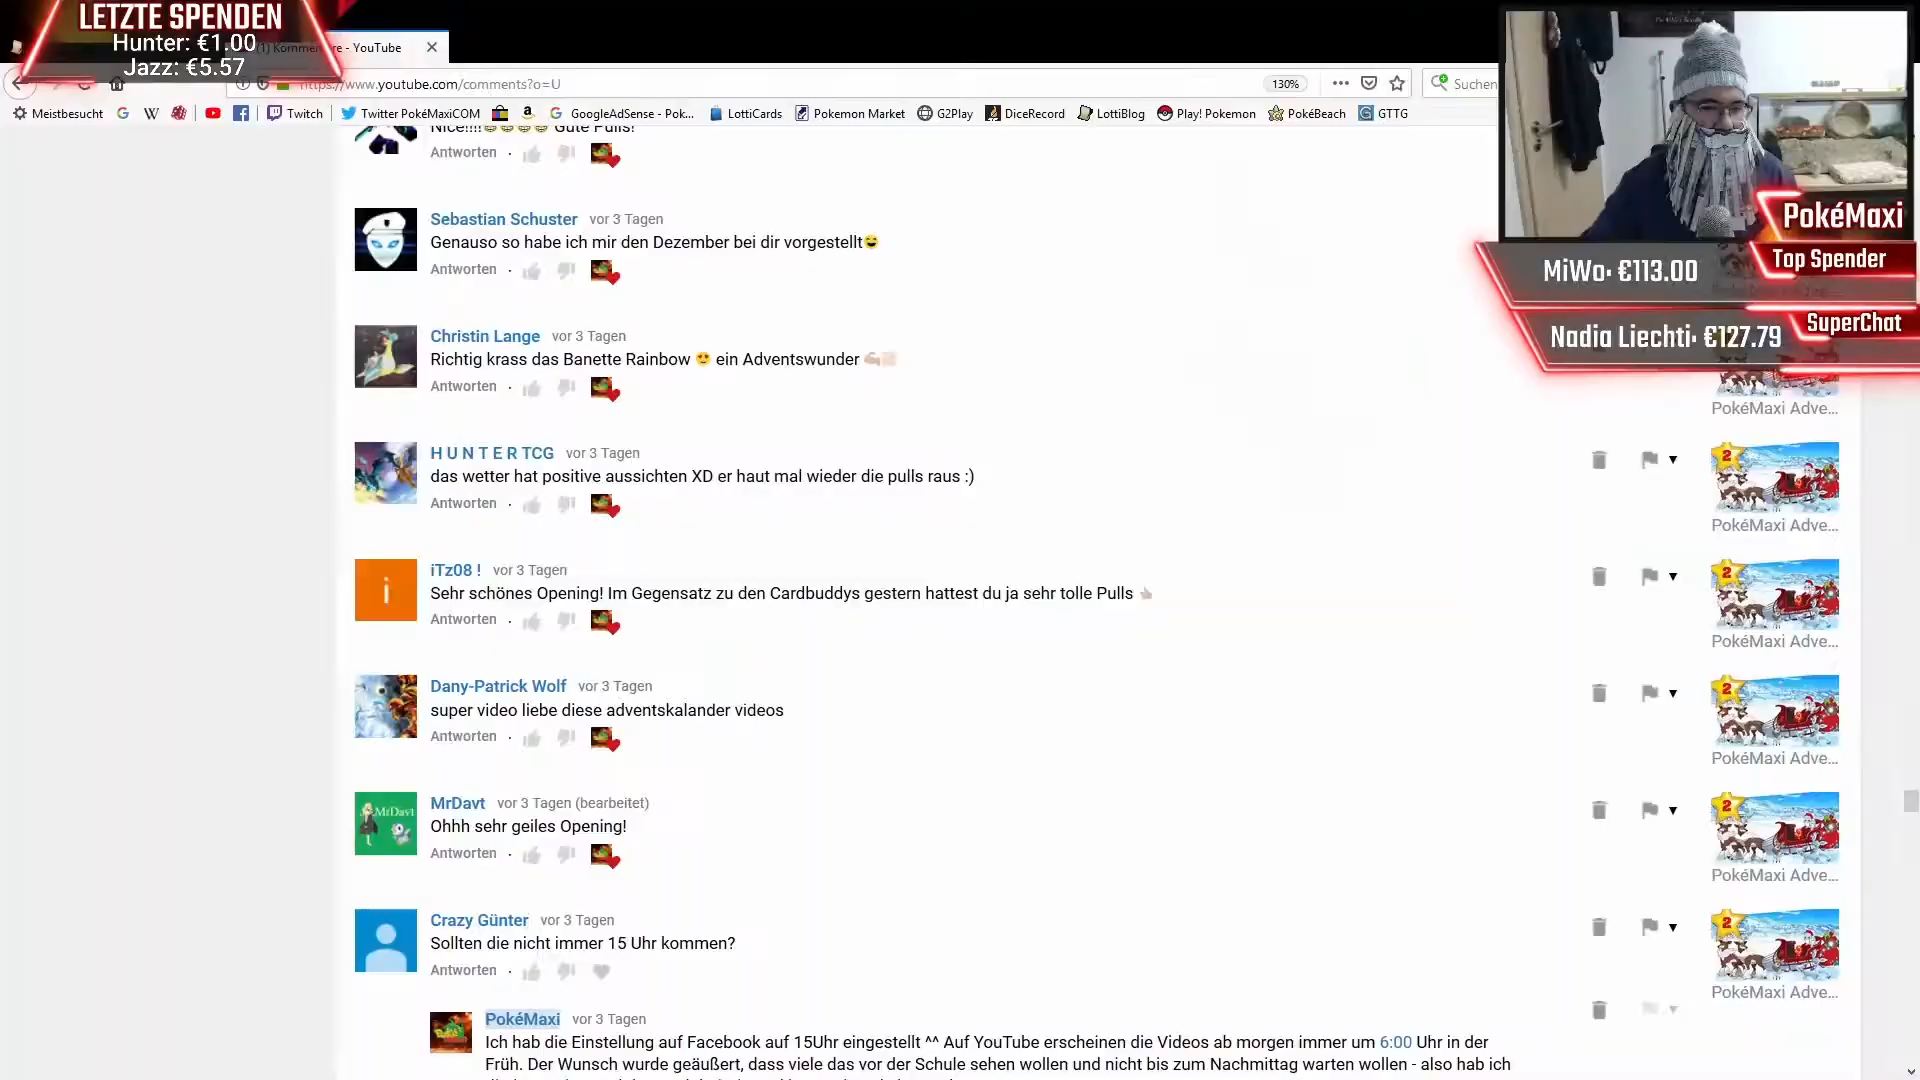 LETZTE SPENDEN
Hunter: €1.00
Jazz: €5.57
(1) Kommentare - YouTube
https://www.youtube.com/comments?o=U
130%
Suchen
Meistbesucht
Twitch
Twitter PokéMaxiCOM
GoogleAdSense - Pok...
LottiCards
Pokemon Market
G2Play
DiceRecord
LottiBlog
Play! Pokemon
PokéBeach
GTTG
PokéMaxi
Top Spender
MiWo: €113.00
SuperChat
Nadia Liechti: €127.79
Nice!!!!😂😂😂😂 Gute Pulls!
Antworten
Sebastian Schuster vor 3 Tagen
Genauso so habe ich mir den Dezember bei dir vorgestellt😄
Antworten
Christin Lange vor 3 Tagen
Richtig krass das Banette Rainbow 😍 ein Adventswunder 💪🏻
Antworten
PokéMaxi Adve...
H U N T E R TCG vor 3 Tagen
das wetter hat positive aussichten XD er haut mal wieder die pulls raus :)
Antworten
2
PokéMaxi Adve...
iTz08 ! vor 3 Tagen
i
Sehr schönes Opening! Im Gegensatz zu den Cardbuddys gestern hattest du ja sehr tolle Pulls 👍🏻
Antworten
2
PokéMaxi Adve...
Dany-Patrick Wolf vor 3 Tagen
super video liebe diese adventskalander videos
Antworten
2
PokéMaxi Adve...
MrDavt vor 3 Tagen (bearbeitet)
MrDavt
Ohhh sehr geiles Opening!
Antworten
2
PokéMaxi Adve...
Crazy Günter vor 3 Tagen
Sollten die nicht immer 15 Uhr kommen?
Antworten
2
PokéMaxi Adve...
PokéMaxi vor 3 Tagen
Ich hab die Einstellung auf Facebook auf 15Uhr eingestellt ^^ Auf YouTube erscheinen die Videos ab morgen immer um 6:00 Uhr in der
Früh. Der Wunsch wurde geäußert, dass viele das vor der Schule sehen wollen und nicht bis zum Nachmittag warten wollen - also hab ich